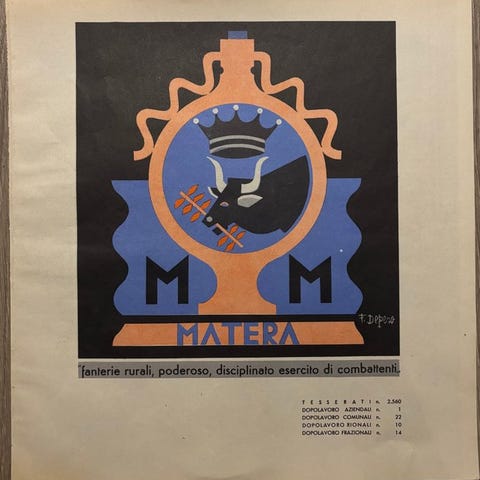 M M
F. Depero
MATERA
"fanterie rurali, poderoso, disciplinato esercito di combattenti„
TESSERATI n. 2.560
DOPOLAVORO AZIENDALI n. 1
DOPOLAVORO COMUNALI n. 22
DOPOLAVORO RIONALI n. 10
DOPOLAVORO FRAZIONALI n. 14